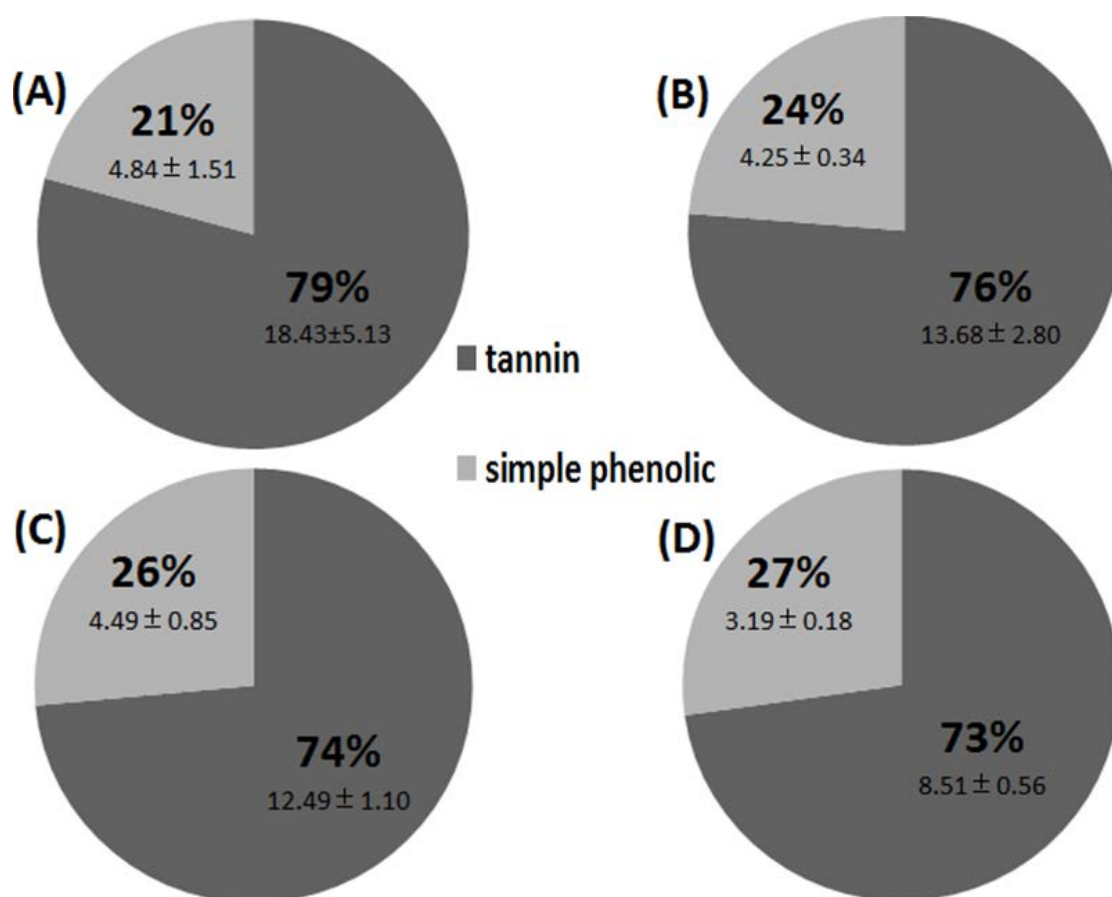 (A)
21%
4.84 ± 1.51
79%
18.43±5.13
(B)
24%
4.25 ± 0.34
76%
13.68 ± 2.80
tannin
simple phenolic
(C)
26%
4.49 ± 0.85
74%
12.49 ± 1.10
(D)
27%
3.19 ± 0.18
73%
8.51 ± 0.56